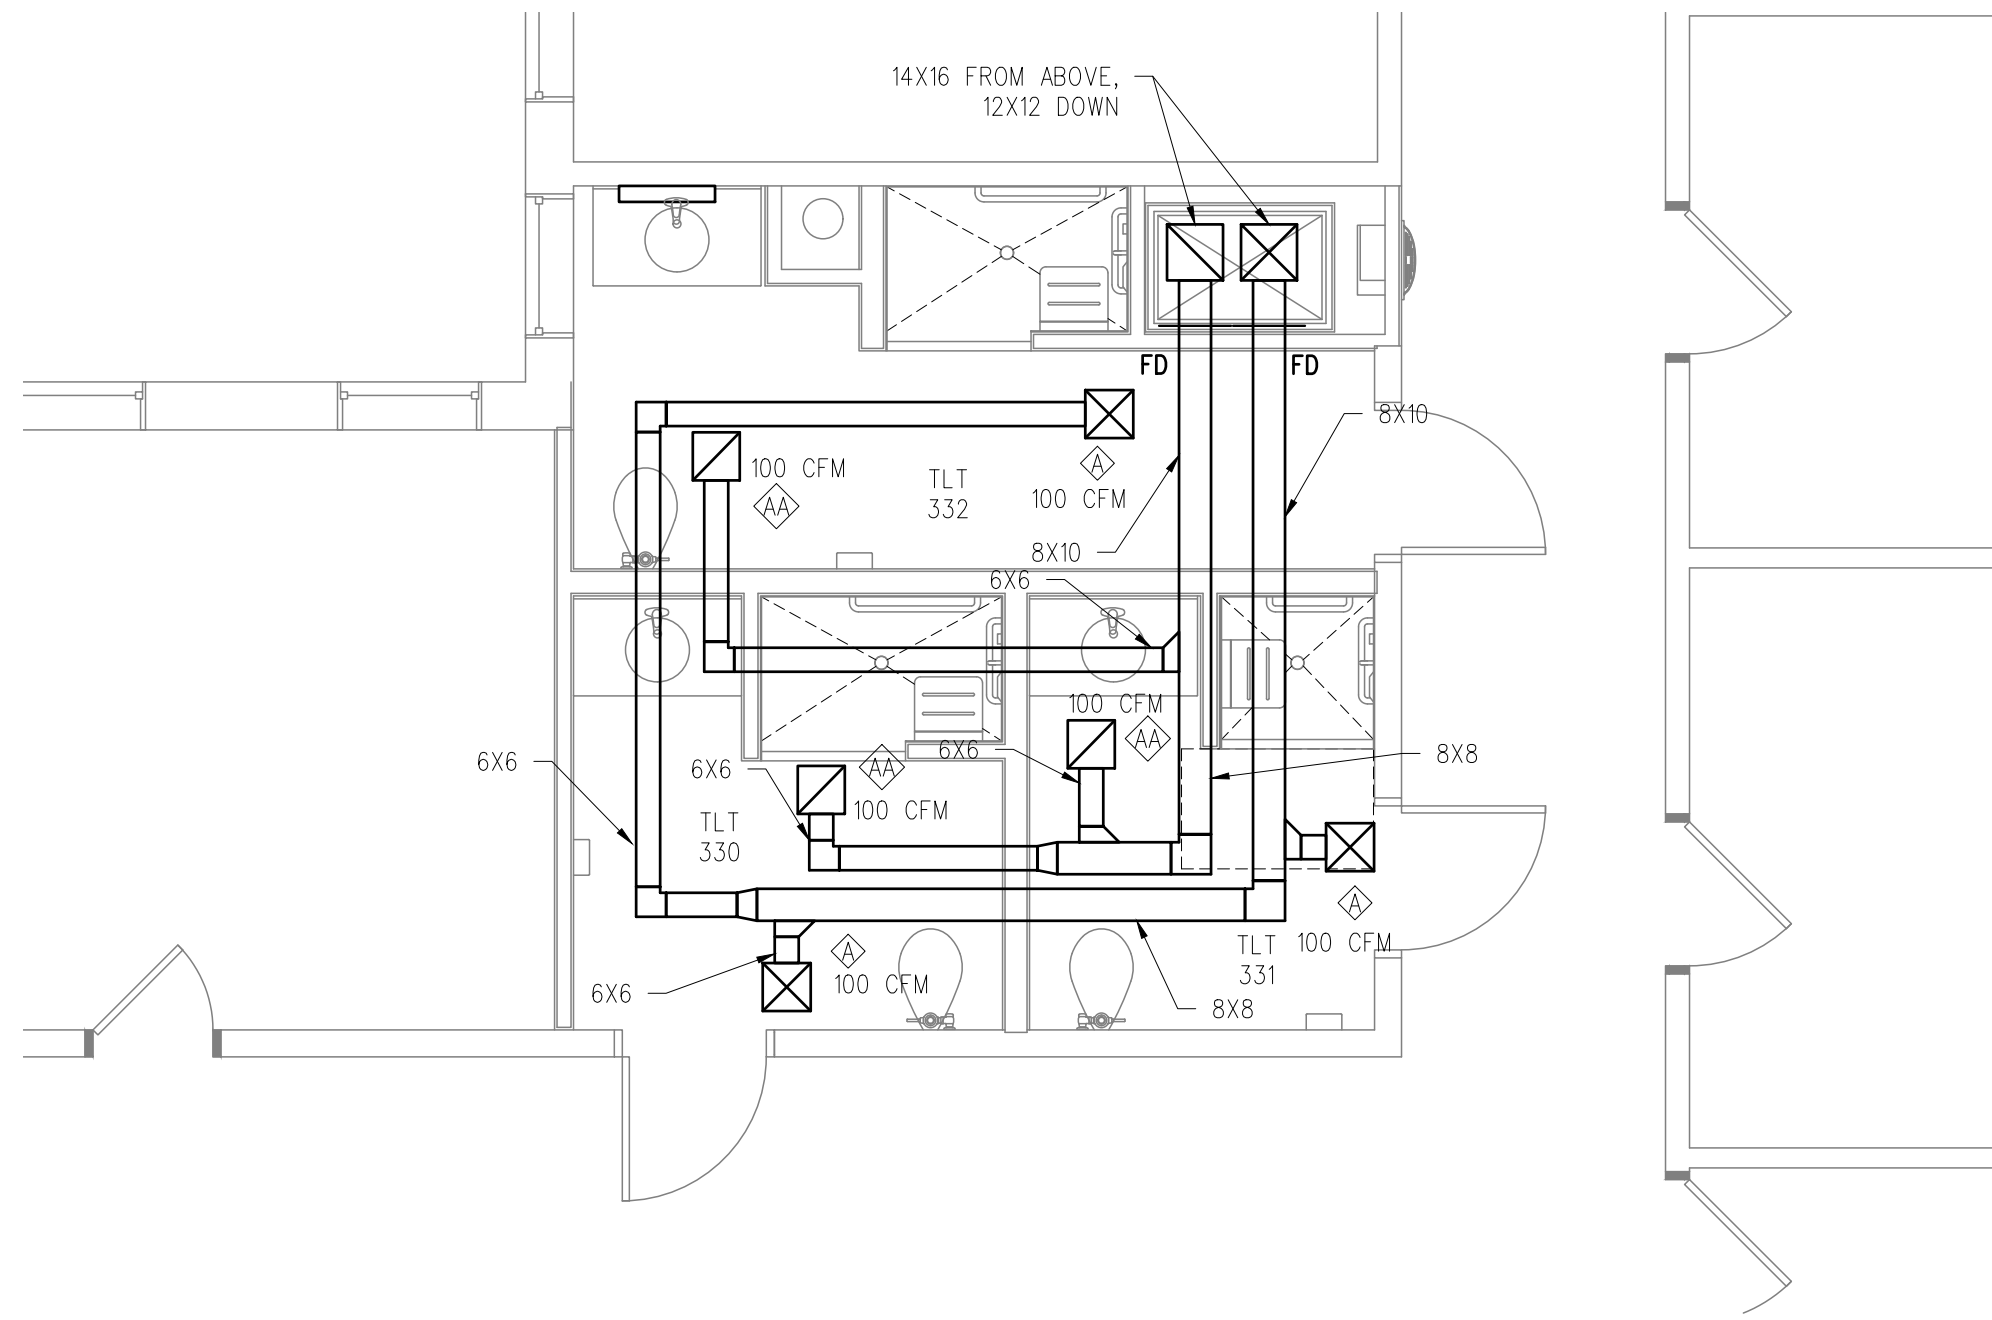 14X16 FROM ABOVE,
12X12 DOWN
FD
FD
8X10
100 CFM
AA
TLT
332
A
100 CFM
8X10
6X6
100 CFM
AA
6X6
8X8
6X6
6X6
AA
100 CFM
TLT
330
A
100 CFM
A
100 CFM
TLT
331
6X6
8X8